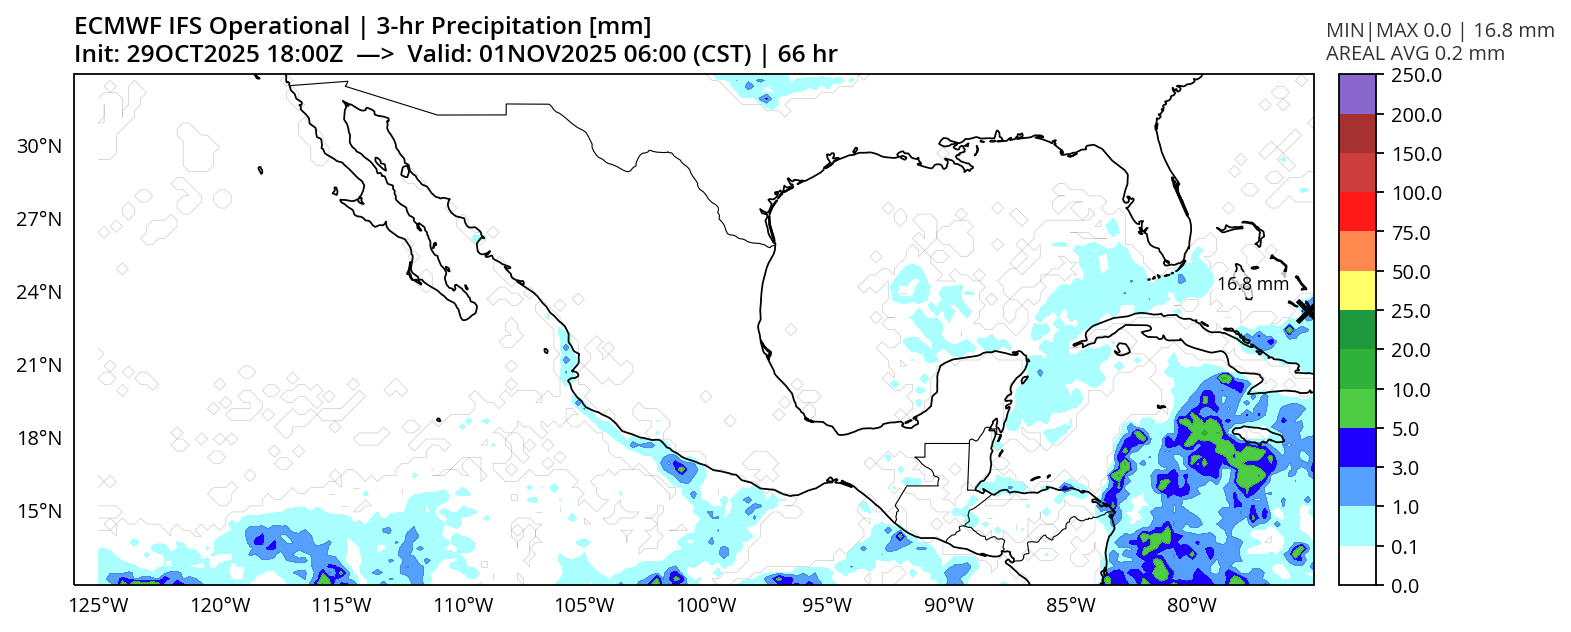 ECMWF IFS Operational | 3-hr Precipitation [mm]
Init: 29OCT2025 18:00Z —> Valid: 01NOV2025 06:00 (CST) | 66 hr
MIN|MAX 0.0 | 16.8 mm
AREAL AVG 0.2 mm
30°N
27°N
24°N
21°N
18°N
15°N
16.8 mm
125°W
120°W
115°W
110°W
105°W
100°W
95°W
90°W
85°W
80°W
250.0
200.0
150.0
100.0
75.0
50.0
25.0
20.0
10.0
5.0
3.0
1.0
0.1
0.0